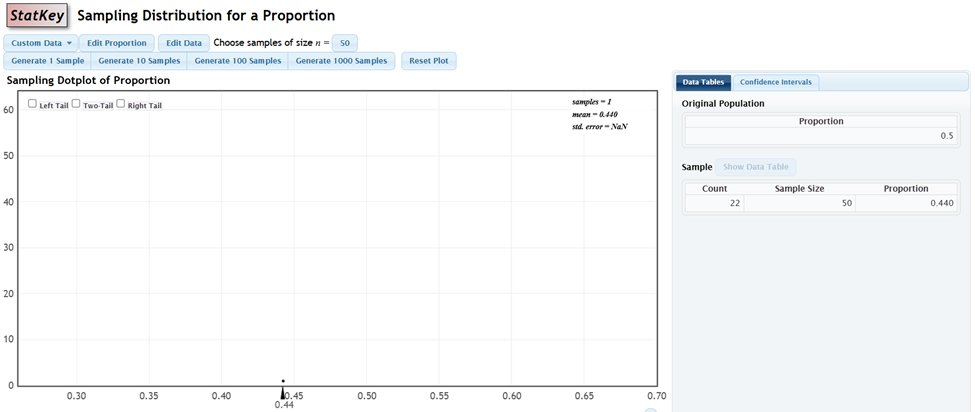 StatKey Sampling Distribution for a Proportion
Custom Data Edit Proportion Edit Data Choose samples of size n = 50
Generate 1 Sample Generate 10 Samples Generate 100 Samples Generate 1000 Samples Reset Plot
Sampling Dotplot of Proportion
Left Tail Two-Tail Right Tail
samples = 1
mean = 0.440
std. error = NaN
60
50
40
30
20
10
0
0.30 0.35 0.40 0.45 0.50 0.55 0.60 0.65 0.70
0.44
Data Tables Confidence Intervals
Original Population
Proportion
0.5
Sample Show Data Table
Count Sample Size Proportion
22 50 0.440